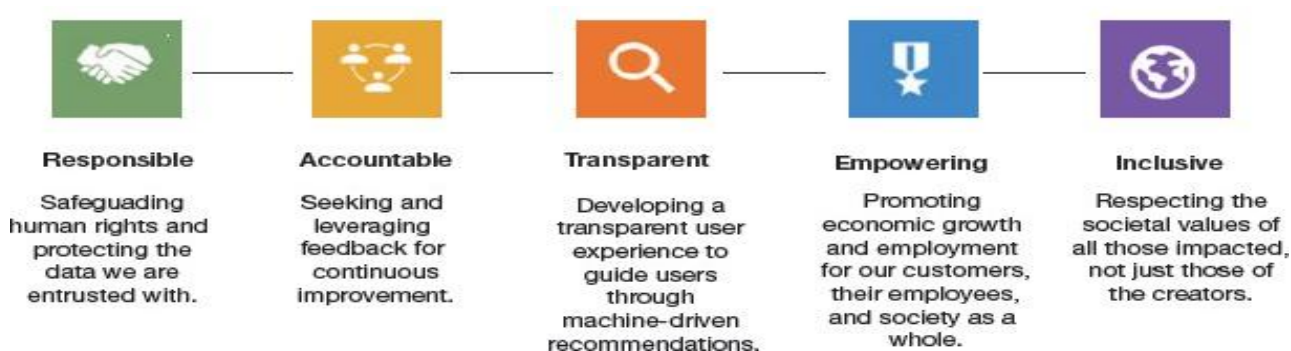 Responsible
Safeguading
human rights and
protecting the
data we are
entrusted with.
Accountable
Seeking and
leveraging
feedback for
continuous
improvement.
Transparent
Developing a
transparent user
experience to
guide users
through
machine-driven
recommendations.
Empowering
Promoting
economic growth
and employment
for our customers,
their employees,
and society as a
whole.
Inclusive
Respecting the
societal values of
all those impacted,
not just those of
the creators.